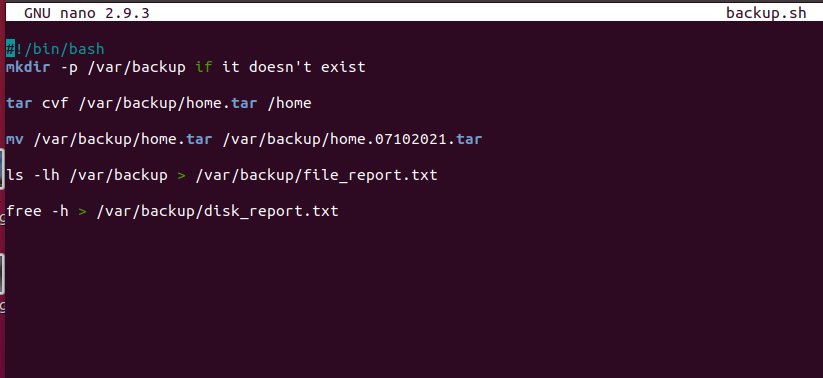 GNU nano 2.9.3 backup.sh
#!/bin/bash
mkdir -p /var/backup if it doesn't exist
tar cvf /var/backup/home.tar /home
mv /var/backup/home.tar /var/backup/home.07102021.tar
ls -lh /var/backup > /var/backup/file_report.txt
free -h > /var/backup/disk_report.txt